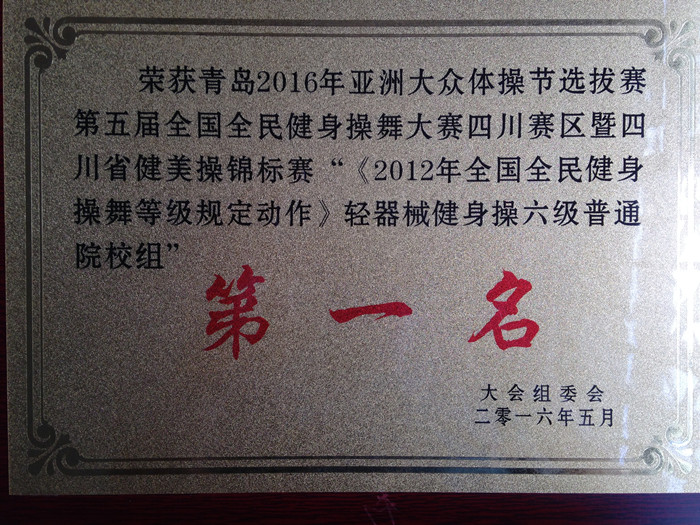 荣获青岛2016年亚洲大众体操节选拔赛
第五届全国全民健身操舞大赛四川赛区暨四
川省健美操锦标赛“《2012年全国全民健身
操舞等级规定动作》轻器械健身操六级普通
院校组”
第一名
大会组委会
二零一六年五月